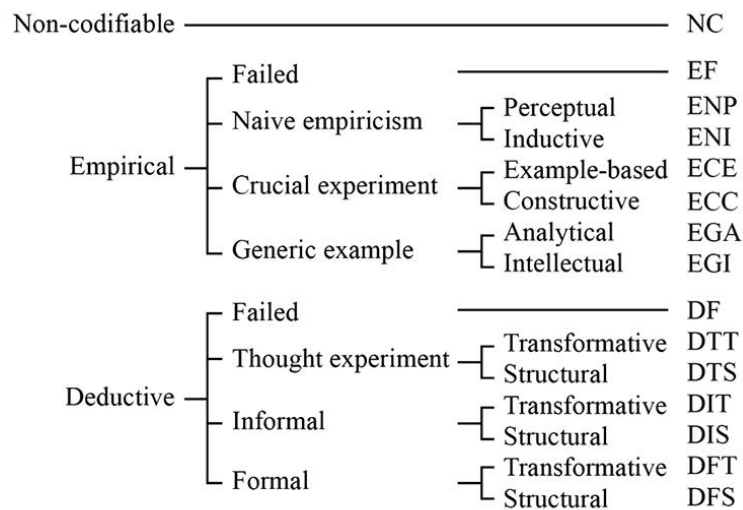 Non-codifiable NC
Failed EF
Perceptual ENP
Naive empiricism
Inductive ENI
Empirical
Example-based ECE
Crucial experiment
Constructive ECC
Analytical EGA
Generic example
Intellectual EGI
Failed DF
Transformative DTT
Thought experiment
Structural DTS
Deductive
Transformative DIT
Informal
Structural DIS
Transformative DFT
Formal
Structural DFS